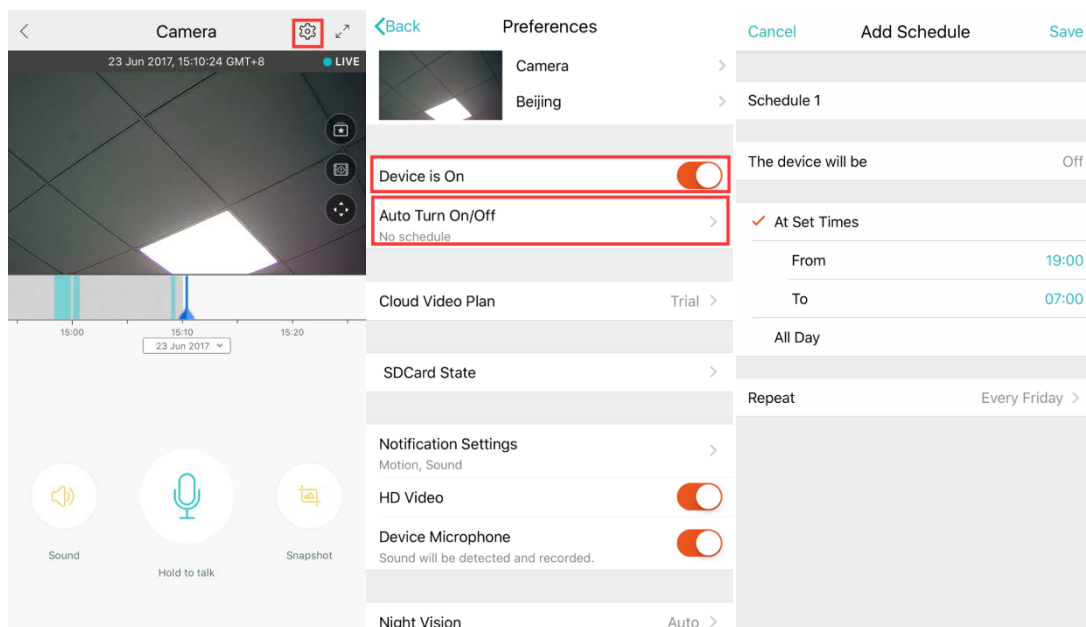 Camera
23 Jun 2017, 15:10:24 GMT+8
LIVE
15:00
15:10
15:20
23 Jun 2017
Sound
Hold to talk
Snapshot
Back
Preferences
Camera
Beijing
Device is On
Auto Turn On/Off
No schedule
Cloud Video Plan
Trial
SDCard State
Notification Settings
Motion, Sound
HD Video
Device Microphone
Sound will be detected and recorded.
Night Vision
Auto
Cancel
Add Schedule
Save
Schedule 1
The device will be
Off
At Set Times
From
19:00
To
07:00
All Day
Repeat
Every Friday